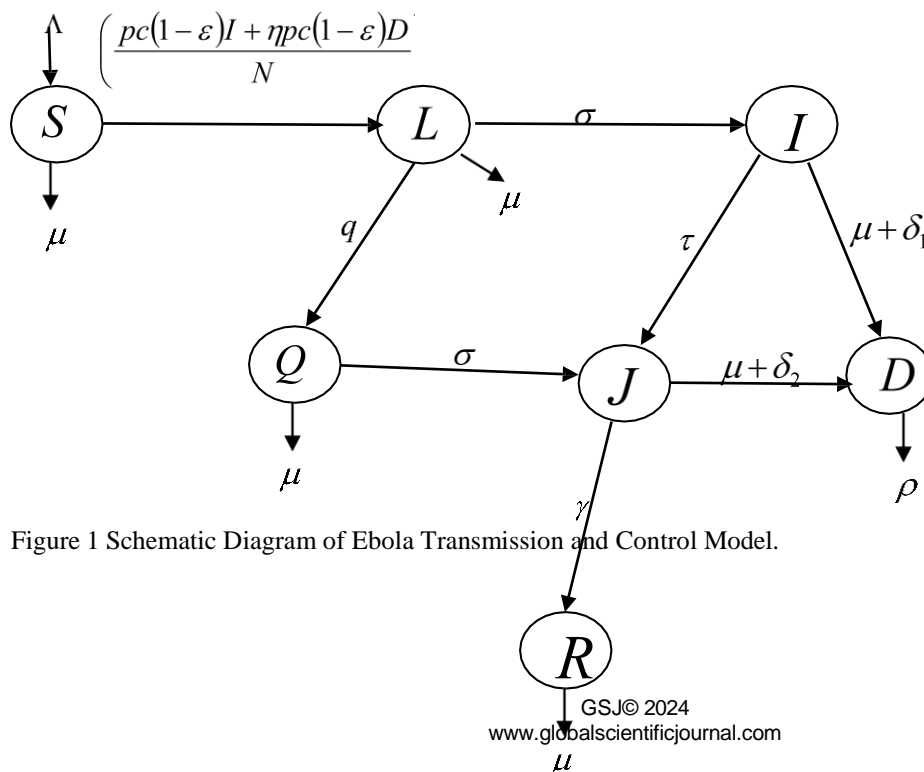 Λ
( pc(1 − ε)I + ηpc(1 − ε)D
N
S
L
σ
I
μ
μ
q
τ
μ + δ₁
Q
σ
J
μ + δ₂
D
μ
ρ
γ
Figure 1 Schematic Diagram of Ebola Transmission and Control Model.
R
GSJ© 2024
www.globalscientificjournal.com
μ